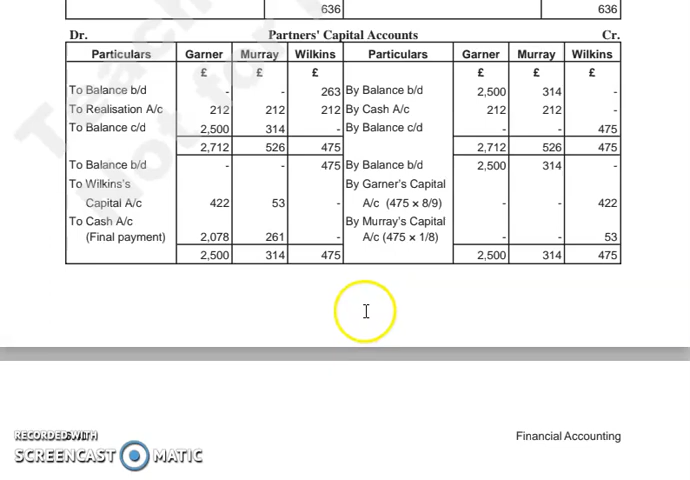 636 636
Dr. Partners' Capital Accounts Cr.
Particulars Garner Murray Wilkins Particulars Garner Murray Wilkins
£ £ £ £ £ £
To Balance b/d - - 263 By Balance b/d 2,500 314 -
To Realisation A/c 212 212 212 By Cash A/c 212 212 -
To Balance c/d 2,500 314 - By Balance c/d - - 475
2,712 526 475 2,712 526 475
To Balance b/d - - 475 By Balance b/d 2,500 314
To Wilkins's By Garner's Capital
Capital A/c 422 53 A/c (475 × 8/9) - - 422
To Cash A/c By Murray's Capital
(Final payment) 2,078 261 - A/c (475 × 1/8) - - 53
2,500 314 475 2,500 314 475
Financial Accounting
RECORDED WITH
SCREENCAST MATIC